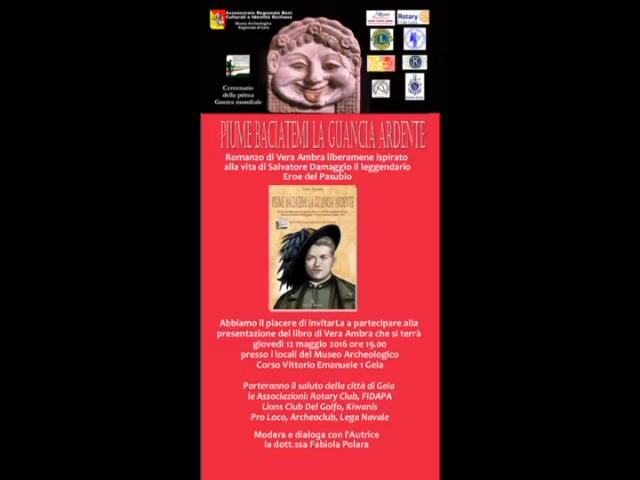 Assessorato Regionale Beni
Culturali e Identità Siciliana
Museo Archeologico
Regionale di Gela
Rotary
Centenario
della prima
Guerra mondiale
PIUME BACIATEMI LA GUANCIA ARDENTE
Romanzo di Vera Ambra liberamene ispirato
alla vita di Salvatore Damaggio il leggendario
Eroe del Pasubio
Vera Ambra
PIUME BACIATEMI LA GUANCIA ARDENTE
Abbiamo il piacere di invitarLa a partecipare alla
presentazione del libro di Vera Ambra che si terrà
giovedì 12 maggio 2016 ore 19.00
presso i locali del Museo Archeologico
Corso Vittorio Emanuele 1 Gela
Porteranno il saluto della città di Gela
le Associazioni: Rotary Club, FIDAPA
Lions Club Del Golfo, Kiwanis
Pro Loco, Archeoclub, Lega Navale
Modera e dialoga con l'Autrice
la dott.ssa Fabiola Polara